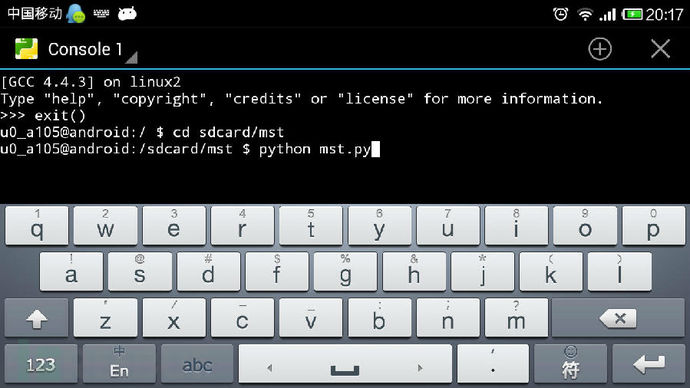 中国移动 20:17
Console 1
[GCC 4.4.3] on linux2
Type "help", "copyright", "credits" or "license" for more information.
>>> exit()
u0_a105@android:/ $ cd sdcard/mst
u0_a105@android:/sdcard/mst $ python mst.py
1 2 3 4 5 6 7 8 9 0
q w e r t y u i o p
! @ # $ % & * ( )
a s d f g h j k l
' / – _ : ; ?
z x c v b n m
123 中 En abc , . 符